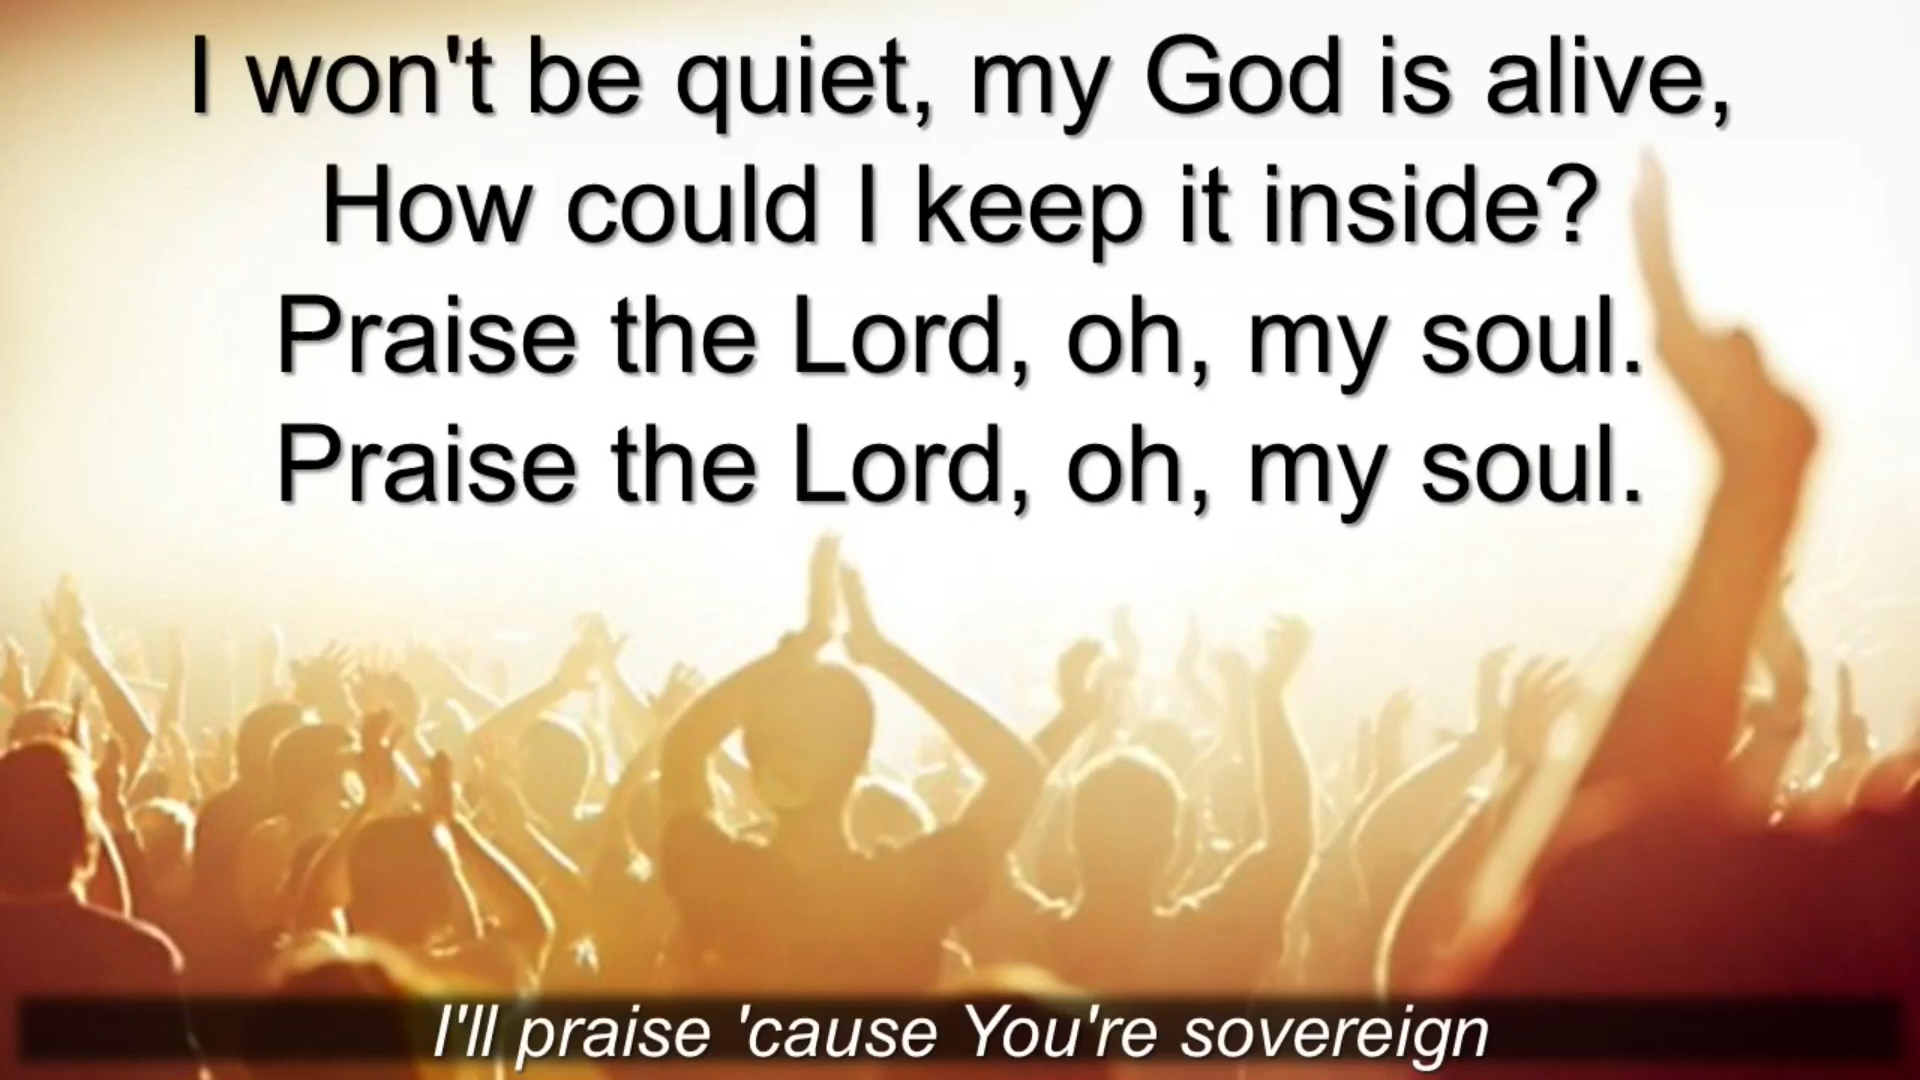 I won't be quiet, my God is alive,
How could I keep it inside?
Praise the Lord, oh, my soul.
Praise the Lord, oh, my soul.
I'll praise 'cause You're sovereign